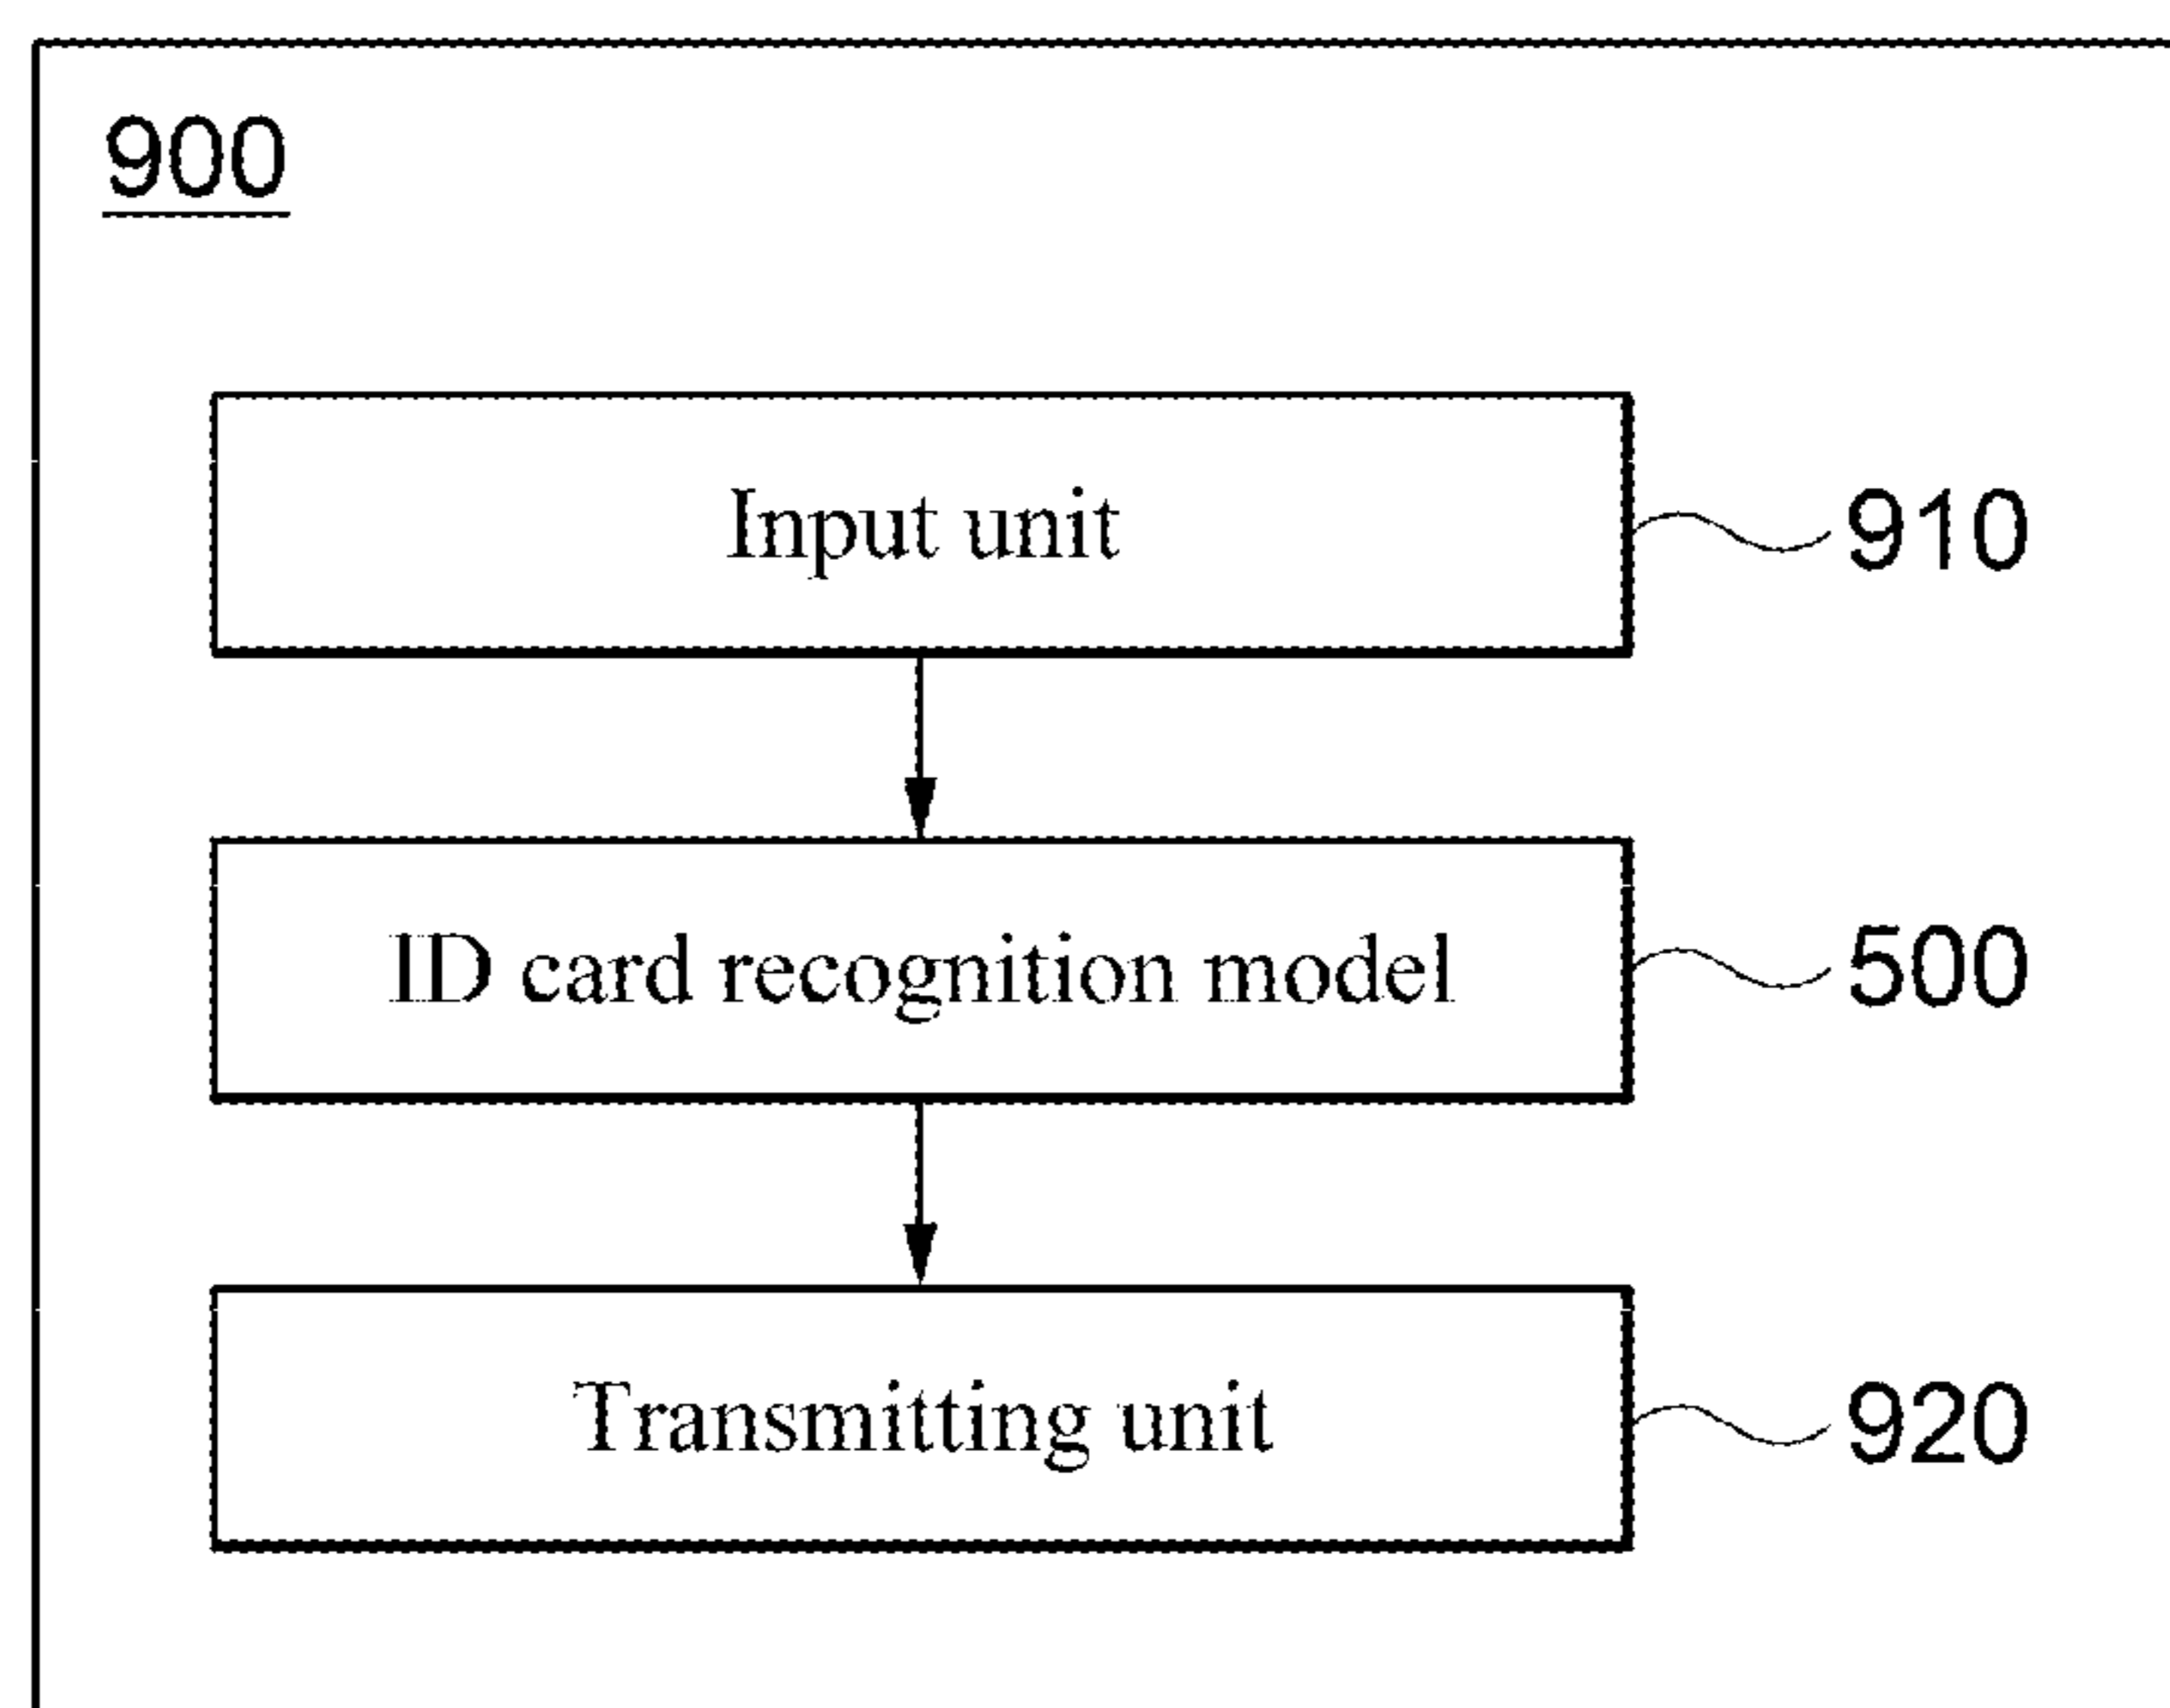 900
Input unit
910
ID card recognition model
500
Transmitting unit
920